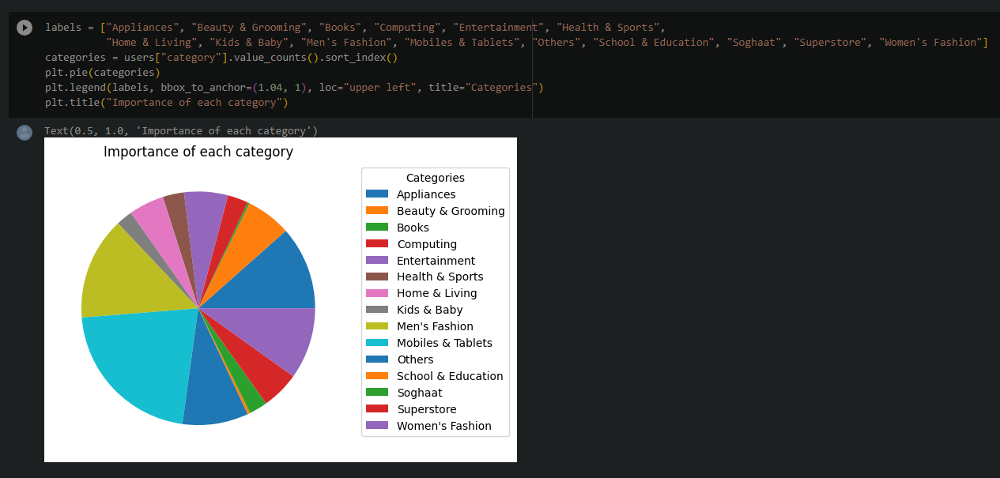 labels = ["Appliances", "Beauty & Grooming", "Books", "Computing", "Entertainment", "Health & Sports",
"Home & Living", "Kids & Baby", "Men's Fashion", "Mobiles & Tablets", "Others", "School & Education", "Soghaat", "Superstore", "Women's Fashion"]
categories = users["category"].value_counts().sort_index()
plt.pie(categories)
plt.legend(labels, bbox_to_anchor=(1.04, 1), loc="upper left", title="Categories")
plt.title("Importance of each category")
Text(0.5, 1.0, 'Importance of each category')
Importance of each category
Categories
Appliances
Beauty & Grooming
Books
Computing
Entertainment
Health & Sports
Home & Living
Kids & Baby
Men's Fashion
Mobiles & Tablets
Others
School & Education
Soghaat
Superstore
Women's Fashion